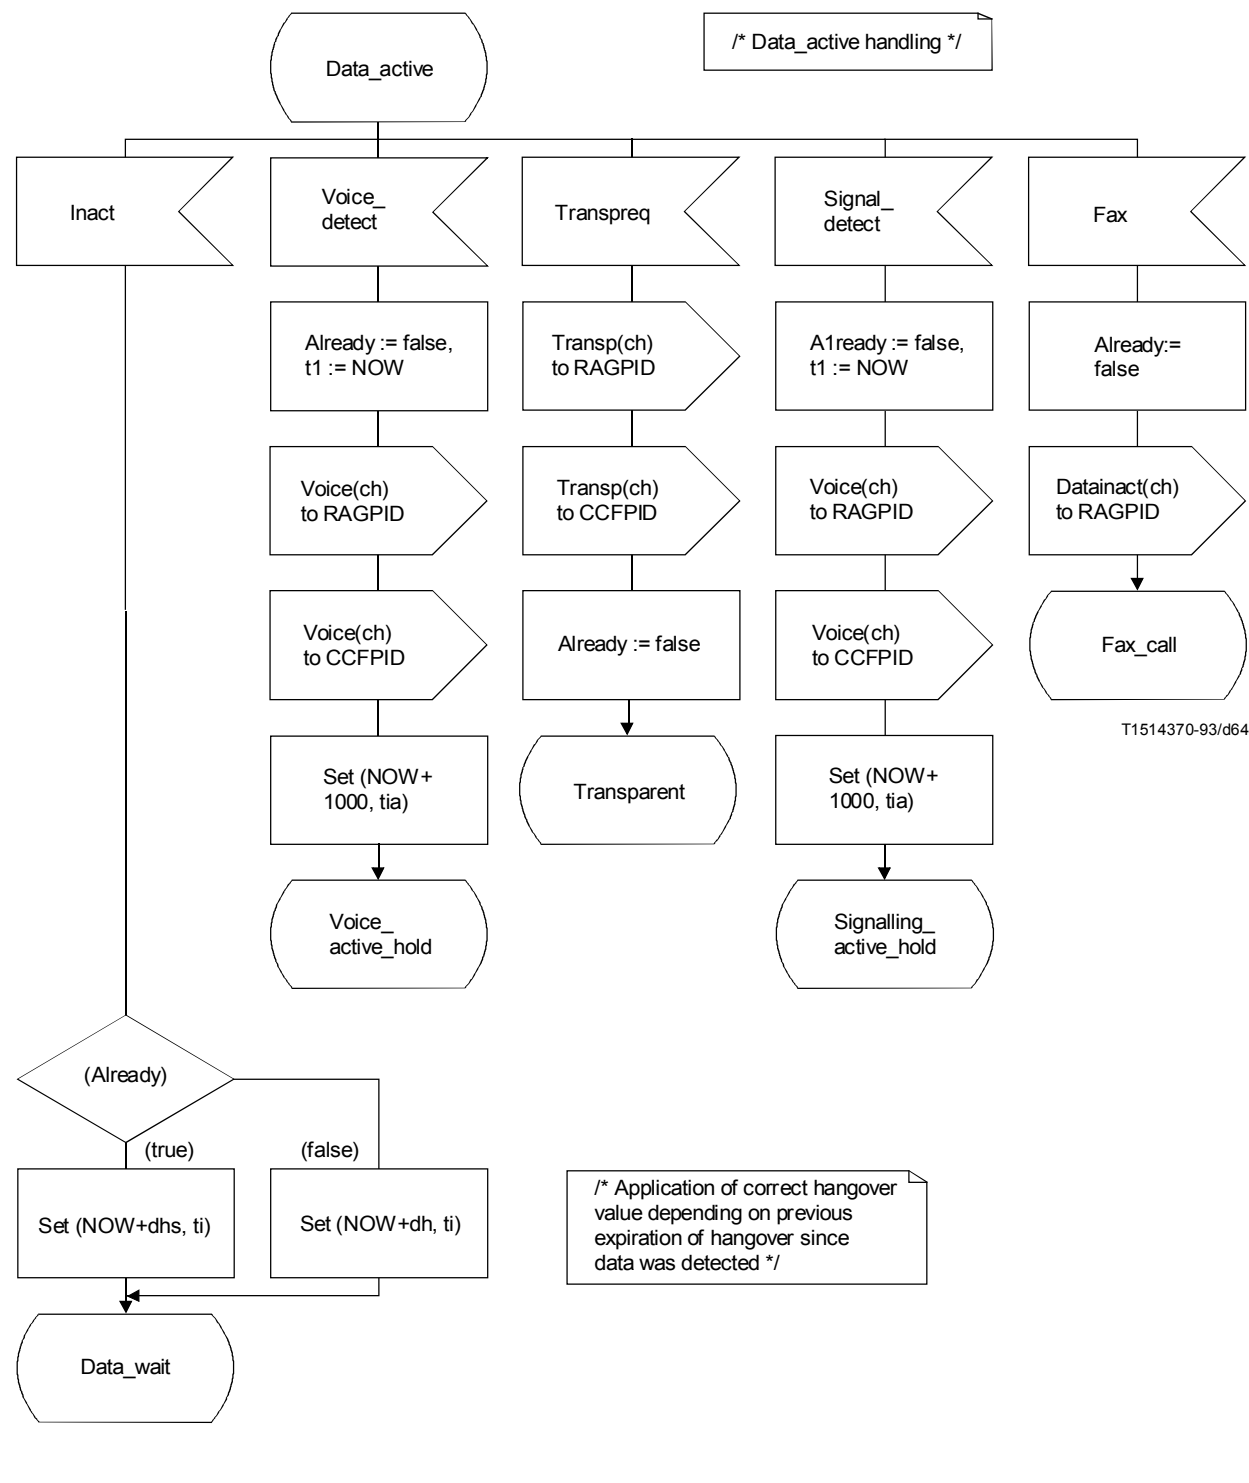 Data_active
/* Data_active handling */
Inact
Voice_
detect
Transpreq
Signal_
detect
Fax
Already := false,
t1 := NOW
Transp(ch)
to RAGPID
A1ready := false,
t1 := NOW
Already:=
false
Voice(ch)
to RAGPID
Transp(ch)
to CCFPID
Voice(ch)
to RAGPID
Datainact(ch)
to RAGPID
Voice(ch)
to CCFPID
Already := false
Voice(ch)
to CCFPID
Fax_call
T1514370-93/d64
Set (NOW+
1000, tia)
Transparent
Set (NOW+
1000, tia)
Voice_
active_hold
Signalling_
active_hold
(Already)
(true)
(false)
Set (NOW+dhs, ti)
Set (NOW+dh, ti)
/* Application of correct hangover
value depending on previous
expiration of hangover since
data was detected */
Data_wait